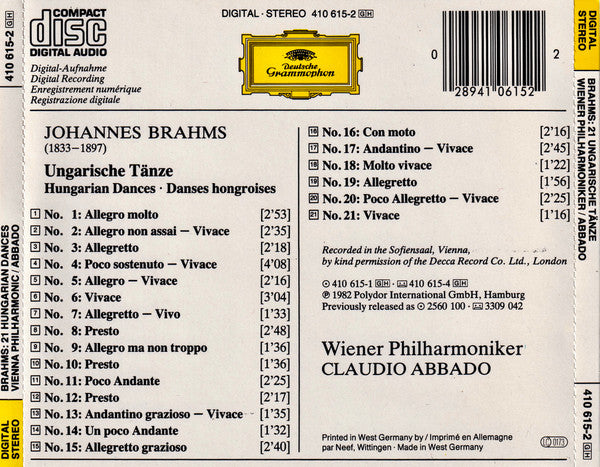 COMPACT
disc
DIGITAL AUDIO
Digital-Aufnahme
Digital Recording
Enregistrement numérique
Registrazione digitale
DIGITAL · STEREO 410 615-2 GH
Deutsche
Grammophon
0 28941 06152 2
JOHANNES BRAHMS
(1833–1897)
Ungarische Tänze
Hungarian Dances · Danses hongroises
1 No. 1: Allegro molto [2'53]
2 No. 2: Allegro non assai – Vivace [2'35]
3 No. 3: Allegretto [2'18]
4 No. 4: Poco sostenuto – Vivace [4'08]
5 No. 5: Allegro – Vivace [2'16]
6 No. 6: Vivace [3'04]
7 No. 7: Allegretto – Vivo [1'33]
8 No. 8: Presto [2'48]
9 No. 9: Allegro ma non troppo [1'36]
10 No. 10: Presto [1'36]
11 No. 11: Poco Andante [2'25]
12 No. 12: Presto [2'17]
13 No. 13: Andantino grazioso – Vivace [1'35]
14 No. 14: Un poco Andante [1'32]
15 No. 15: Allegretto grazioso [2'40]
16 No. 16: Con moto [2'16]
17 No. 17: Andantino – Vivace [2'45]
18 No. 18: Molto vivace [1'22]
19 No. 19: Allegretto [1'56]
20 No. 20: Poco Allegretto – Vivace [2'25]
21 No. 21: Vivace [1'16]
Recorded in the Sofiensaal, Vienna,
by kind permission of the Decca Record Co. Ltd., London
410 615-1 GH · 410 615-4 GH
℗ 1982 Polydor International GmbH, Hamburg
Previously released as 2560 100 · 3309 042
Wiener Philharmoniker
CLAUDIO ABBADO
Printed in West Germany by / Imprimé en Allemagne
par Neef, Wittingen · Made in West Germany
410 615-2 GH
BRAHMS: 21 HUNGARIAN DANCES
VIENNA PHILHARMONIC / ABBADO
DIGITAL
STEREO
DIGITAL
STEREO
BRAHMS: 21 UNGARISCHE TÄNZE
WIENER PHILHARMONIKER / ABBADO
410 615-2 GH